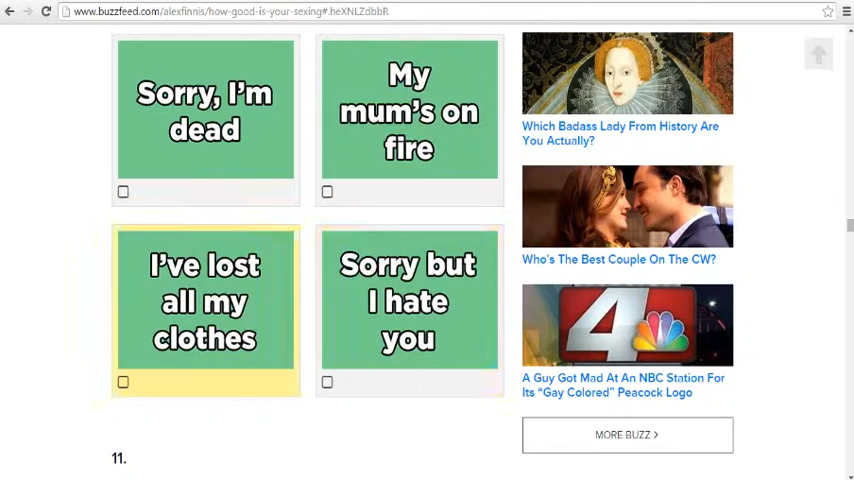 www.buzzfeed.com/alexfinnis/how-good-is-your-sexing#.heXNLZdbbR
Sorry, I'm
dead
My
mum's on
fire
I've lost
all my
clothes
Sorry but
I hate
you
11.
Which Badass Lady From History Are
You Actually?
Who's The Best Couple On The CW?
4
A Guy Got Mad At An NBC Station For
Its “Gay Colored” Peacock Logo
MORE BUZZ >